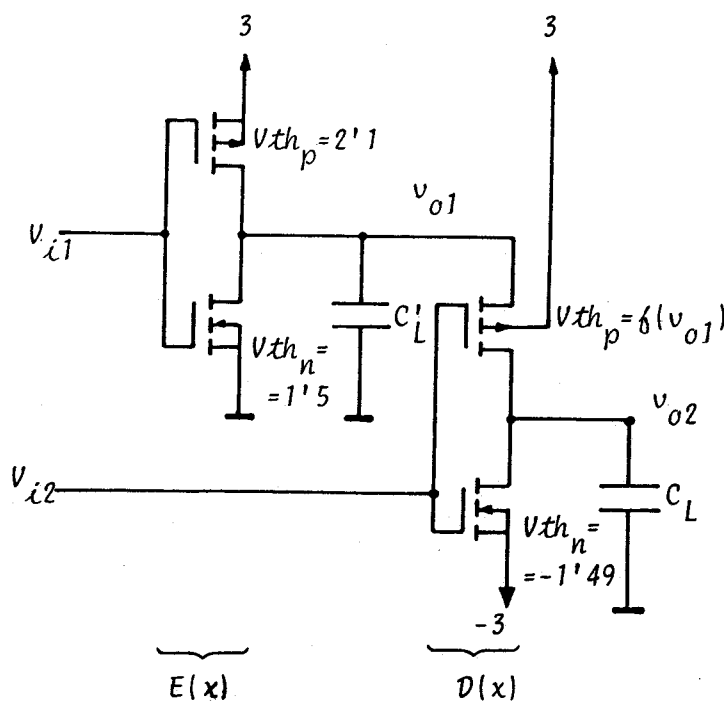 3
3
Vth_p=2'1
v_o1
V_i1
C'_L
Vth_p=f(v_o1)
Vth_n=
=1'5
v_o2
V_i2
C_L
Vth_n=
=-1'49
-3
E(x)
D(x)